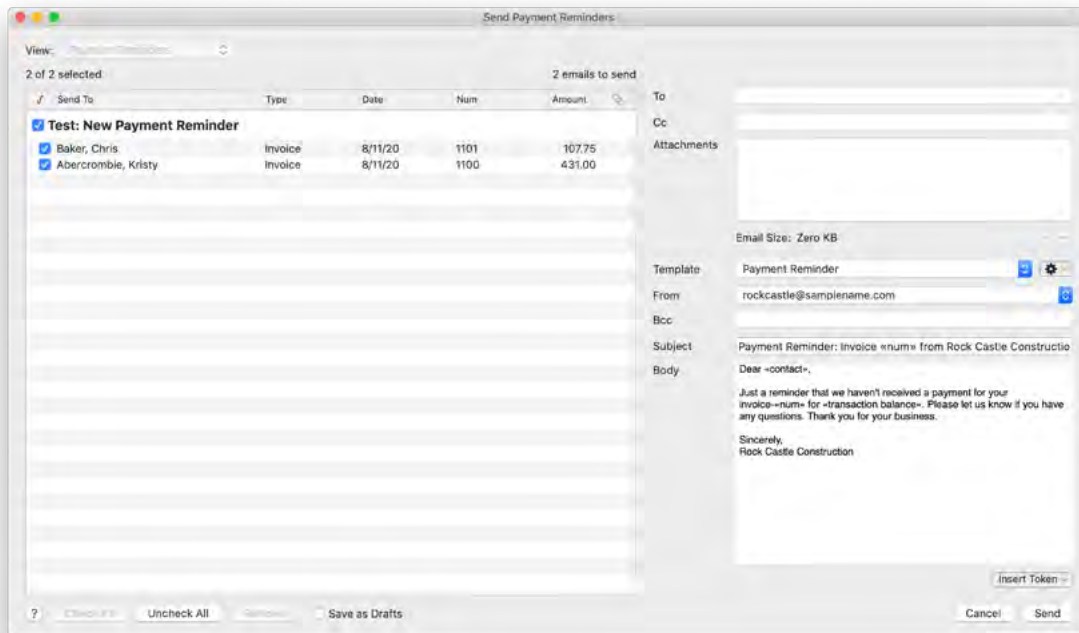 Send Payment Reminders
View: Payment Reminders
2 of 2 selected 2 emails to send
Send To Type Date Num Amount
Test: New Payment Reminder
Baker, Chris Invoice 8/11/20 1101 107.75
Abercrombie, Kristy Invoice 8/11/20 1100 431.00
To
Cc
Attachments
Email Size: Zero KB
Template Payment Reminder
From rockcastle@samplename.com
Bcc
Subject Payment Reminder: Invoice «num» from Rock Castle Constructio
Body Dear «contact»,
Just a reminder that we haven't received a payment for your
invoice-«num» for «transaction balance». Please let us know if you have
any questions. Thank you for your business.
Sincerely,
Rock Castle Construction
Insert Token
? Check All Uncheck All Save as Drafts Cancel Send